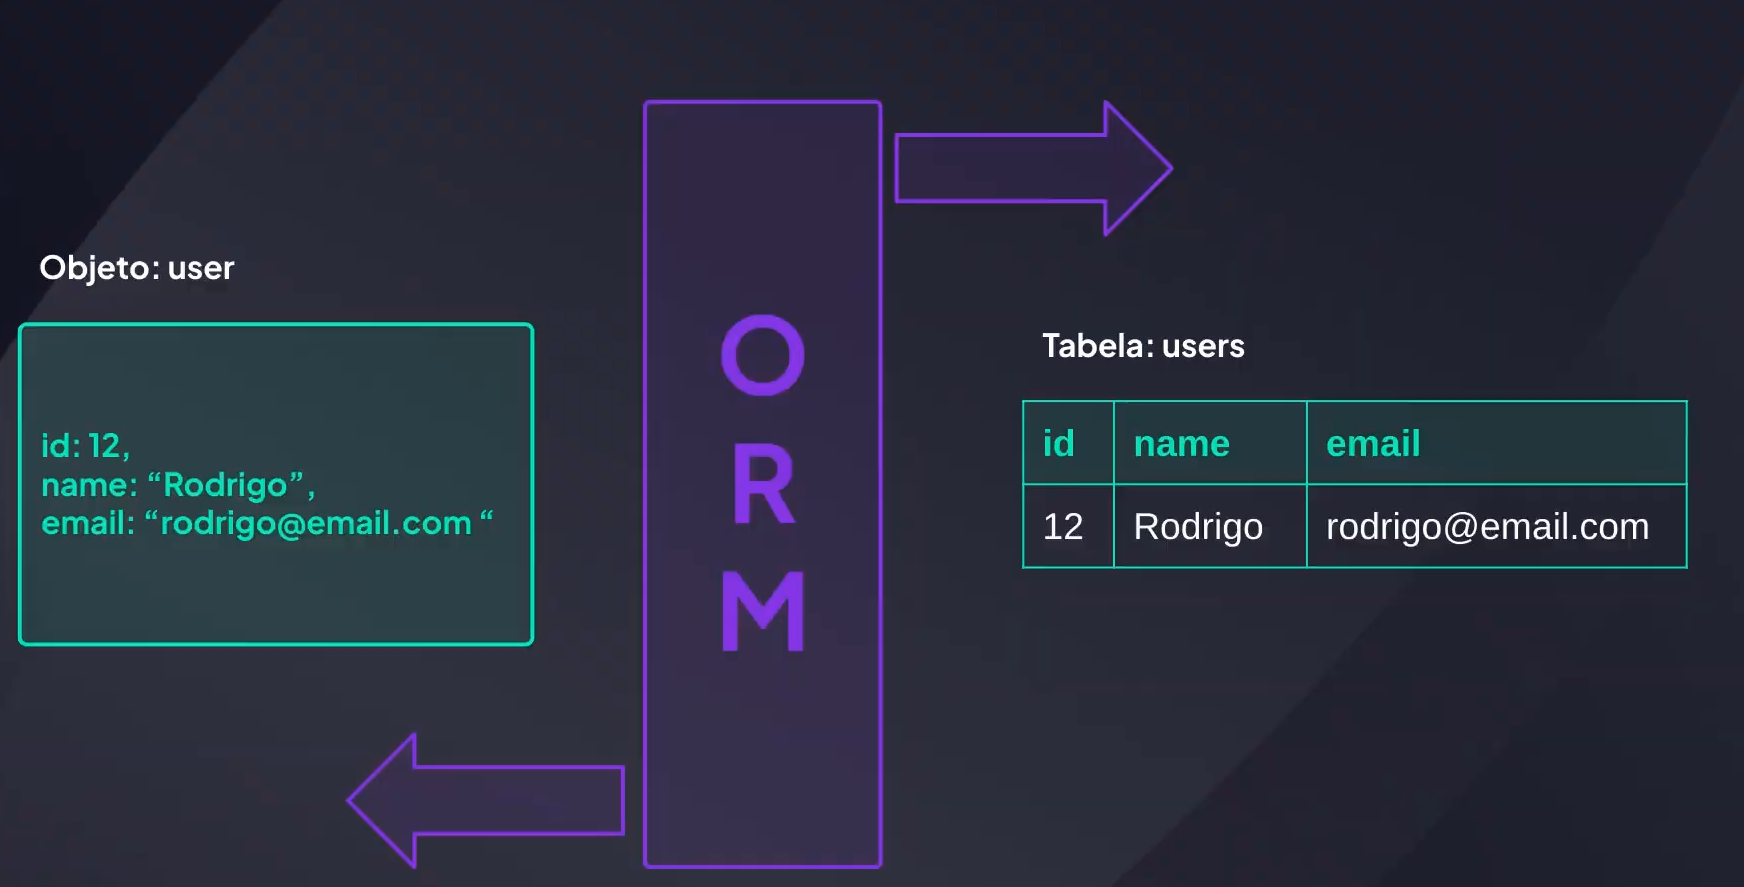 Objeto: user
id: 12,
name: “Rodrigo”,
email: “rodrigo@email.com “
O
R
M
Tabela: users
id name email
12 Rodrigo rodrigo@email.com